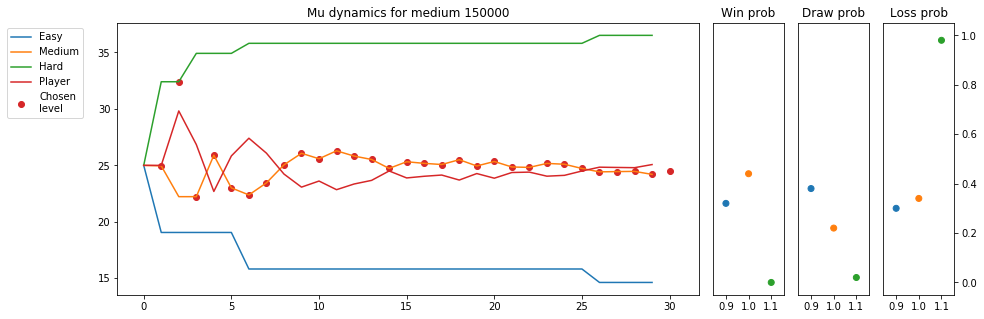 Mu dynamics for medium 150000
Win prob
Draw prob
Loss prob
Easy
Medium
Hard
Player
Chosen
level
35
30
25
20
15
0
5
10
15
20
25
30
0.9
1.0
1.1
0.9
1.0
1.1
0.9
1.0
1.1
1.0
0.8
0.6
0.4
0.2
0.0